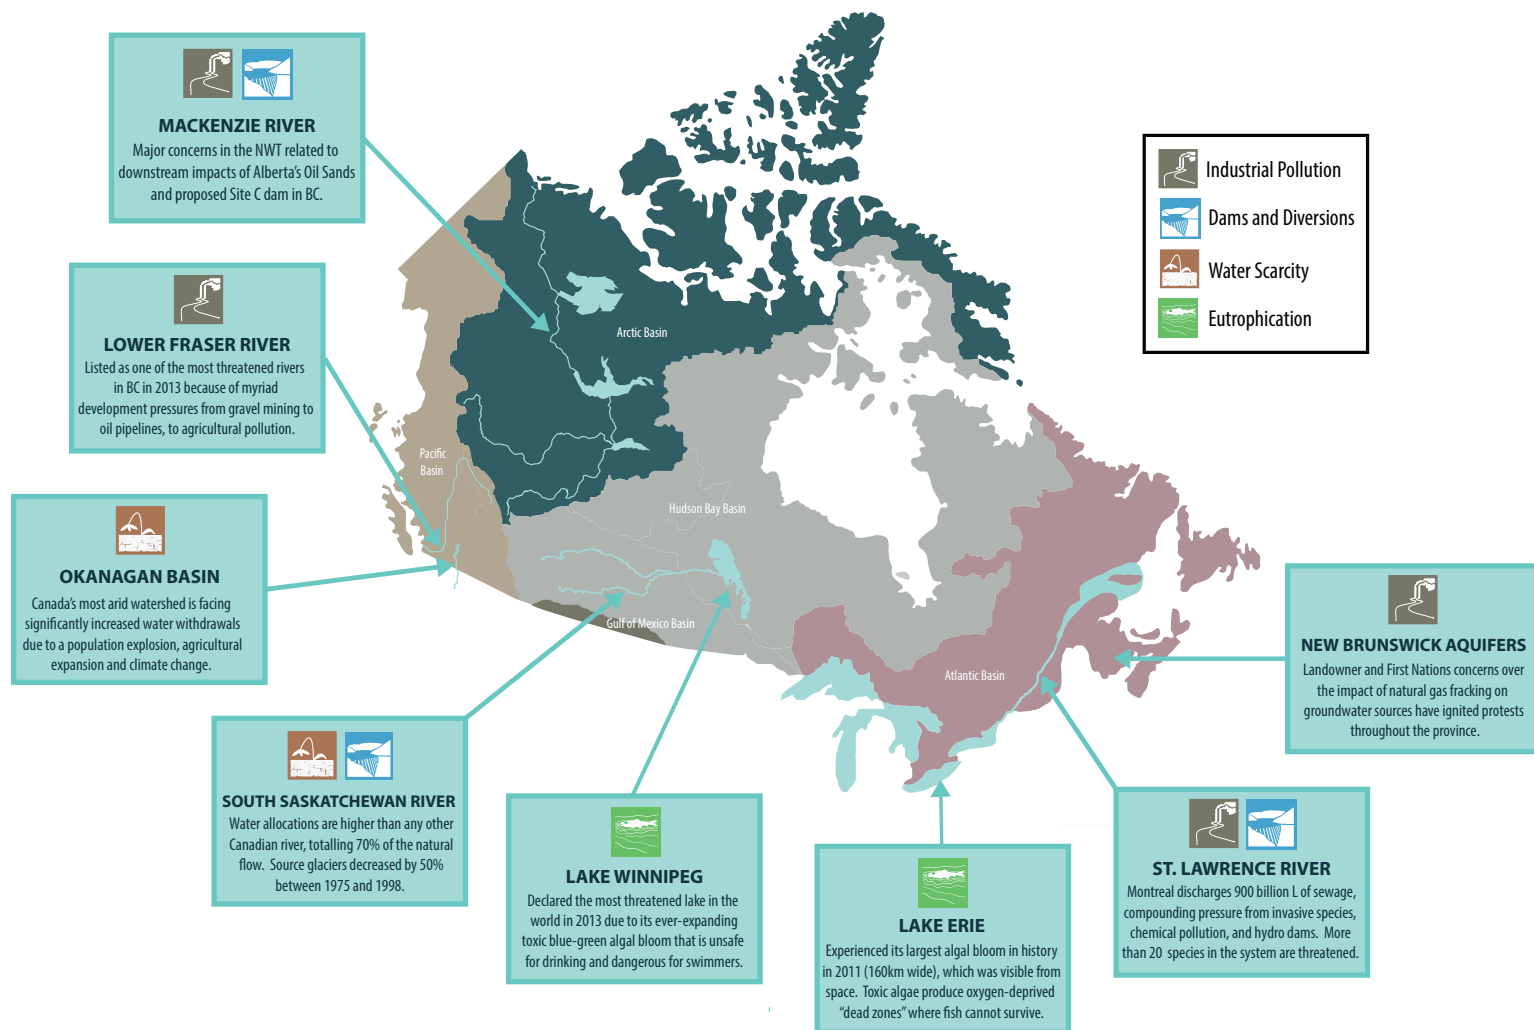 MACKENZIE RIVER
Major concerns in the NWT related to
downstream impacts of Alberta's Oil Sands
and proposed Site C dam in BC.
LOWER FRASER RIVER
Listed as one of the most threatened rivers
in BC in 2013 because of myriad
development pressures from gravel mining to
oil pipelines, to agricultural pollution.
OKANAGAN BASIN
Canada's most arid watershed is facing
significantly increased water withdrawals
due to a population explosion, agricultural
expansion and climate change.
SOUTH SASKATCHEWAN RIVER
Water allocations are higher than any other
Canadian river, totalling 70% of the natural
flow.  Source glaciers decreased by 50%
between 1975 and 1998.
LAKE WINNIPEG
Declared the most threatened lake in the
world in 2013 due to its ever-expanding
toxic blue-green algal bloom that is unsafe
for drinking and dangerous for swimmers.
LAKE ERIE
Experienced its largest algal bloom in history
in 2011 (160km wide), which was visible from
space.  Toxic algae produce oxygen-deprived
"dead zones" where fish cannot survive.
ST. LAWRENCE RIVER
Montreal discharges 900 billion L of sewage,
compounding pressure from invasive species,
chemical pollution, and hydro dams.  More
than 20 species in the system are threatened.
NEW BRUNSWICK AQUIFERS
Landowner and First Nations concerns over
the impact of natural gas fracking on
groundwater sources have ignited protests
throughout the province.
Industrial Pollution
Dams and Diversions
Water Scarcity
Eutrophication
Arctic Basin
Pacific
Basin
Hudson Bay Basin
Gulf of Mexico Basin
Atlantic Basin